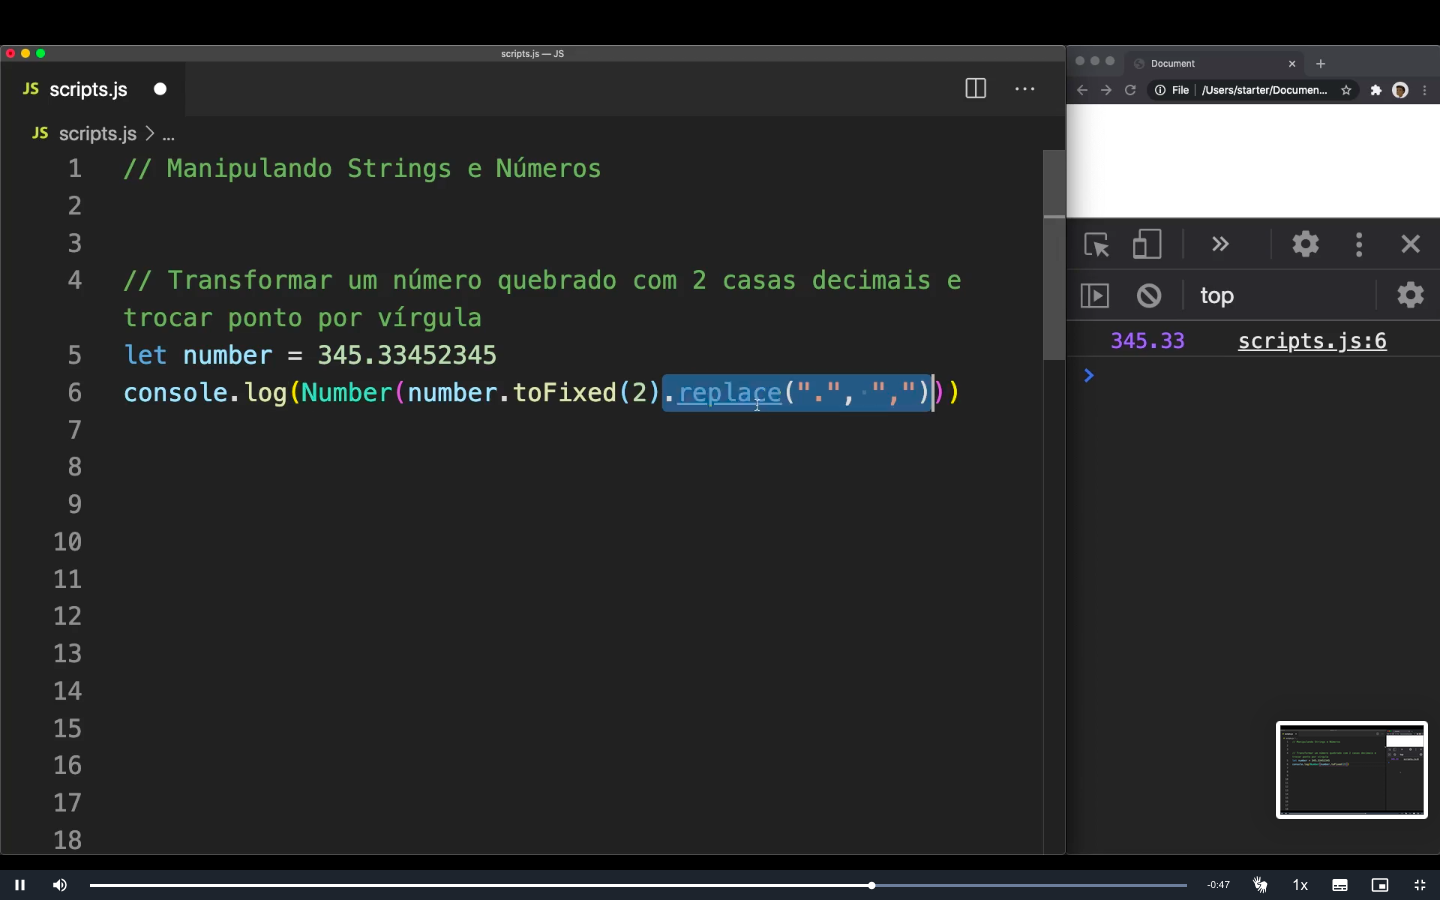 scripts.js — JS
JS scripts.js
JS scripts.js > ...
1 // Manipulando Strings e Números
2
3
4 // Transformar um número quebrado com 2 casas decimais e
trocar ponto por vírgula
5 let number = 345.33452345
6 console.log(Number(number.toFixed(2).replace(".", ",")))
7
8
9
10
11
12
13
14
15
16
17
18
Document
File /Users/starter/Documen...
top
345.33 scripts.js:6
-0:47 1x